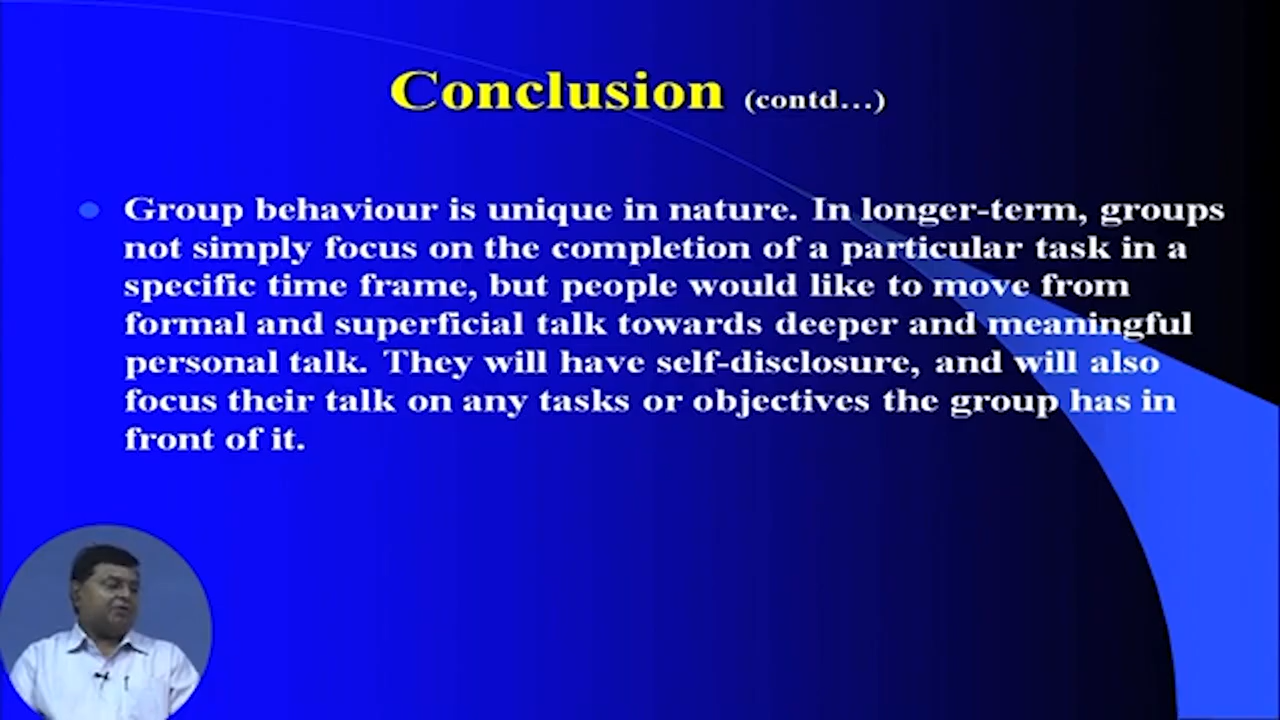 Conclusion (contd...)
Group behaviour is unique in nature. In longer-term, groups
not simply focus on the completion of a particular task in a
specific time frame, but people would like to move from
formal and superficial talk towards deeper and meaningful
personal talk. They will have self-disclosure, and will also
focus their talk on any tasks or objectives the group has in
front of it.